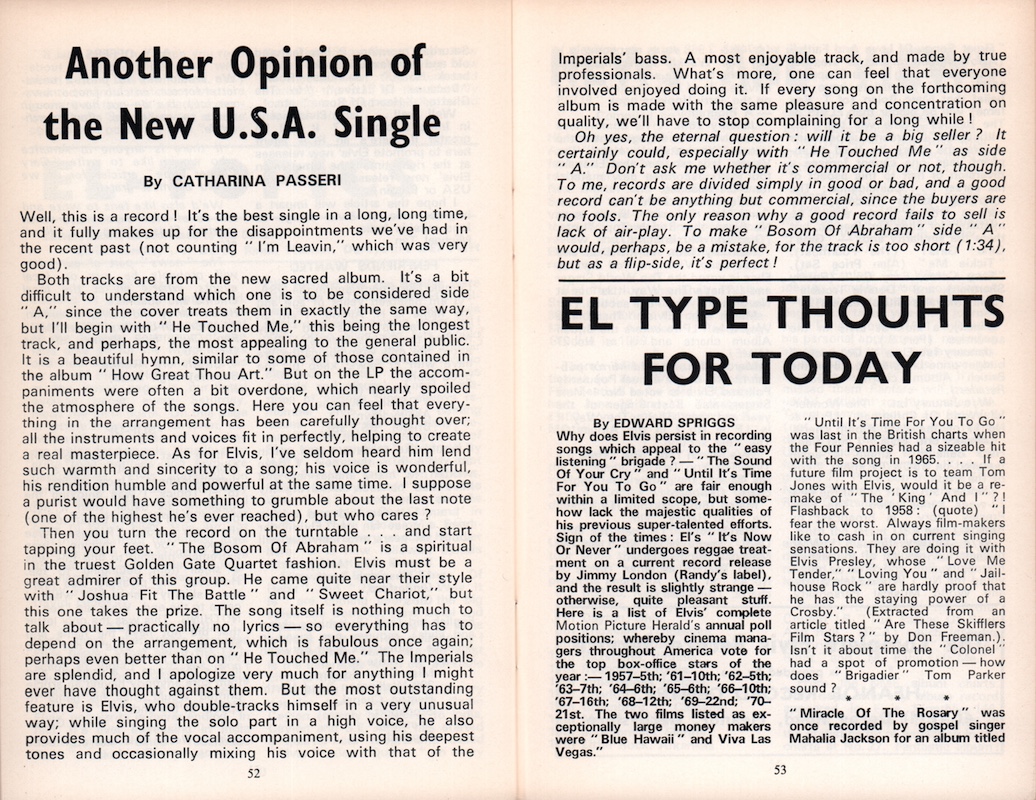 Another Opinion of
the New U.S.A. Single
By CATHARINA PASSERI
Well, this is a record! It's the best single in a long, long time,
and it fully makes up for the disappointments we've had in
the recent past (not counting "I'm Leavin," which was very
good).
Both tracks are from the new sacred album. It's a bit
difficult to understand which one is to be considered side
"A," since the cover treats them in exactly the same way,
but I'll begin with "He Touched Me," this being the longest
track, and perhaps, the most appealing to the general public.
It is a beautiful hymn, similar to some of those contained in
the album "How Great Thou Art." But on the LP the accom-
paniments were often a bit overdone, which nearly spoiled
the atmosphere of the songs. Here you can feel that every-
thing in the arrangement has been carefully thought over;
all the instruments and voices fit in perfectly, helping to create
a real masterpiece. As for Elvis, I've seldom heard him lend
such warmth and sincerity to a song; his voice is wonderful,
his rendition humble and powerful at the same time. I suppose
a purist would have something to grumble about the last note
(one of the highest he's ever reached), but who cares?
Then you turn the record on the turntable . . . and start
tapping your feet. "The Bosom Of Abraham" is a spiritual
in the truest Golden Gate Quartet fashion. Elvis must be a
great admirer of this group. He came quite near their style
with "Joshua Fit The Battle" and "Sweet Chariot," but
this one takes the prize. The song itself is nothing much to
talk about — practically no lyrics — so everything has to
depend on the arrangement, which is fabulous once again;
perhaps even better than on "He Touched Me." The Imperials
are splendid, and I apologize very much for anything I might
ever have thought against them. But the most outstanding
feature is Elvis, who double-tracks himself in a very unusual
way; while singing the solo part in a high voice, he also
provides much of the vocal accompaniment, using his deepest
tones and occasionally mixing his voice with that of the
52
Imperials' bass. A most enjoyable track, and made by true
professionals. What's more, one can feel that everyone
involved enjoyed doing it. If every song on the forthcoming
album is made with the same pleasure and concentration on
quality, we'll have to stop complaining for a long while!
Oh yes, the eternal question: will it be a big seller? It
certainly could, especially with "He Touched Me" as side
"A." Don't ask me whether it's commercial or not, though.
To me, records are divided simply in good or bad, and a good
record can't be anything but commercial, since the buyers are
no fools. The only reason why a good record fails to sell is
lack of air-play. To make "Bosom Of Abraham" side "A"
would, perhaps, be a mistake, for the track is too short (1:34),
but as a flip-side, it's perfect!
EL TYPE THOUHTS
FOR TODAY
By EDWARD SPRIGGS
Why does Elvis persist in recording
songs which appeal to the "easy
listening" brigade? — "The Sound
Of Your Cry" and "Until It's Time
For You To Go" are fair enough
within a limited scope, but some-
how lack the majestic qualities of
his previous super-talented efforts.
Sign of the times: El's "It's Now
Or Never" undergoes reggae treat-
ment on a current record release
by Jimmy London (Randy's label),
and the result is slightly strange —
otherwise, quite pleasant stuff.
Here is a list of Elvis' complete
Motion Picture Herald's annual poll
positions; whereby cinema mana-
gers throughout America vote for
the top box-office stars of the
year:— 1957–5th; '61–10th; '62–5th;
'63–7th; '64–6th; '65–6th; '66–10th;
'67–16th; '68–12th; '69–22nd; '70–
21st. The two films listed as ex-
ceptionally large money makers
were "Blue Hawaii" and Viva Las
Vegas."
"Until It's Time For You To Go"
was last in the British charts when
the Four Pennies had a sizeable hit
with the song in 1965. . . . If a
future film project is to team Tom
Jones with Elvis, would it be a re-
make of "The 'King' And I"?!
Flashback to 1958: (quote) "I
fear the worst. Always film-makers
like to cash in on current singing
sensations. They are doing it with
Elvis Presley, whose "Love Me
Tender," "Loving You" and "Jail-
house Rock" are hardly proof that
he has the staying power of a
Crosby." (Extracted from an
article titled "Are These Skifflers
Film Stars?" by Don Freeman.).
Isn't it about time the "Colonel"
had a spot of promotion — how
does "Brigadier" Tom Parker
sound?
* * * *
"Miracle Of The Rosary" was
once recorded by gospel singer
Mahalia Jackson for an album titled
53